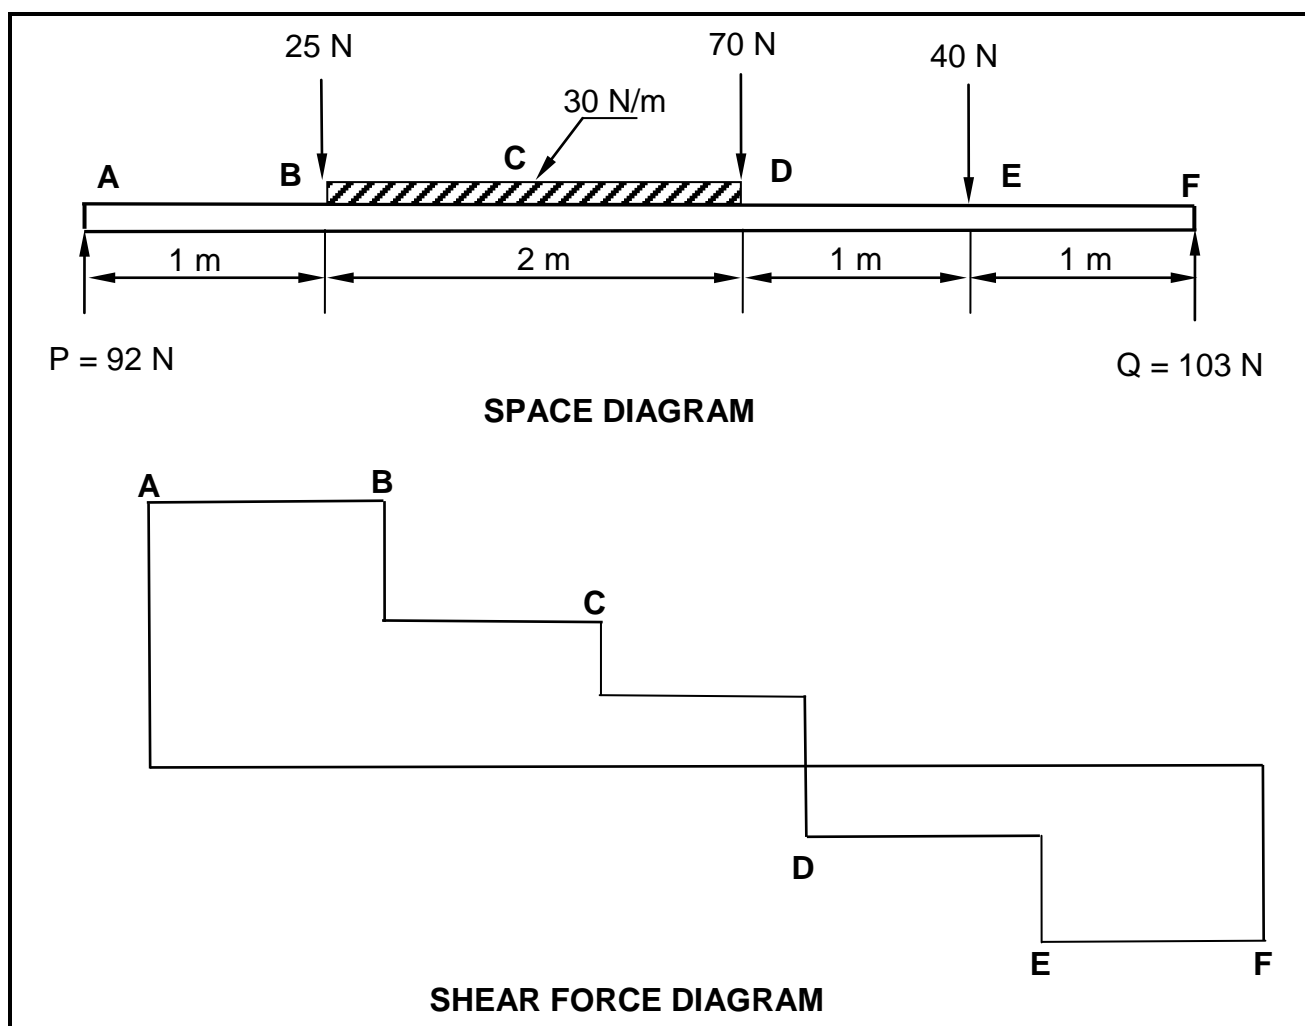 25 N
70 N
40 N
30 N/m
A
B
C
D
E
F
1 m
2 m
1 m
1 m
P = 92 N
Q = 103 N
SPACE DIAGRAM
A
B
C
D
E
F
SHEAR FORCE DIAGRAM